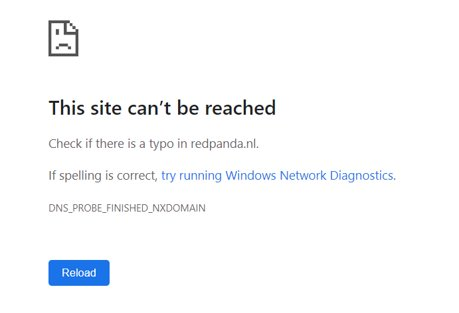 This site can’t be reached
Check if there is a typo in redpanda.nl.
If spelling is correct, try running Windows Network Diagnostics.
DNS_PROBE_FINISHED_NXDOMAIN
Reload